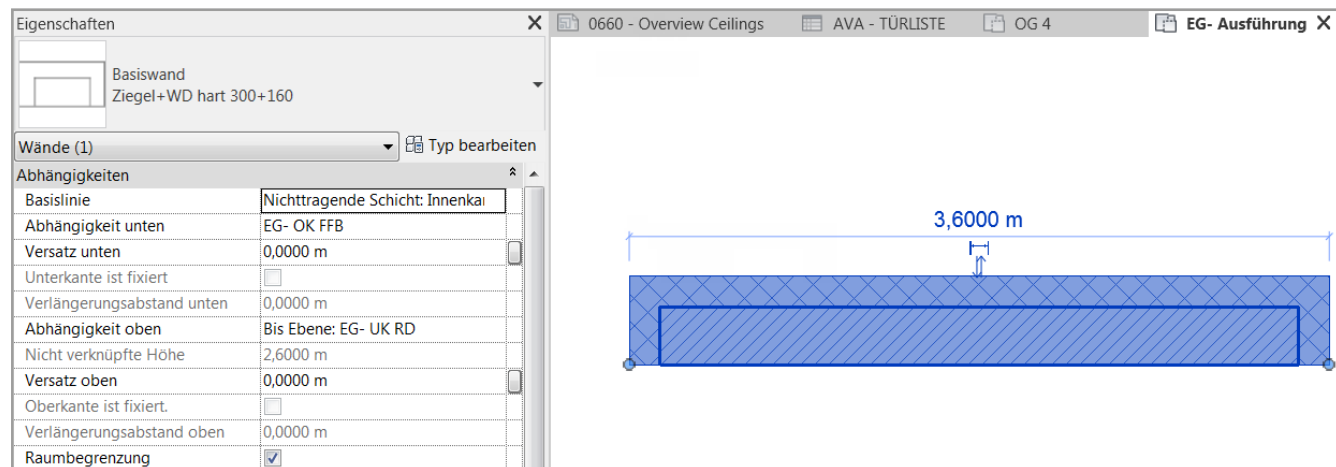 Eigenschaften
0660 - Overview Ceilings
AVA - TÜRLISTE
OG 4
EG- Ausführung
Basiswand
Ziegel+WD hart 300+160
Wände (1)
Typ bearbeiten
Abhängigkeiten
Basislinie Nichttragende Schicht: Innenka
Abhängigkeit unten EG- OK FFB
Versatz unten 0,0000 m
Unterkante ist fixiert
Verlängerungsabstand unten 0,0000 m
Abhängigkeit oben Bis Ebene: EG- UK RD
Nicht verknüpfte Höhe 2,6000 m
Versatz oben 0,0000 m
Oberkante ist fixiert.
Verlängerungsabstand oben 0,0000 m
Raumbegrenzung
3,6000 m